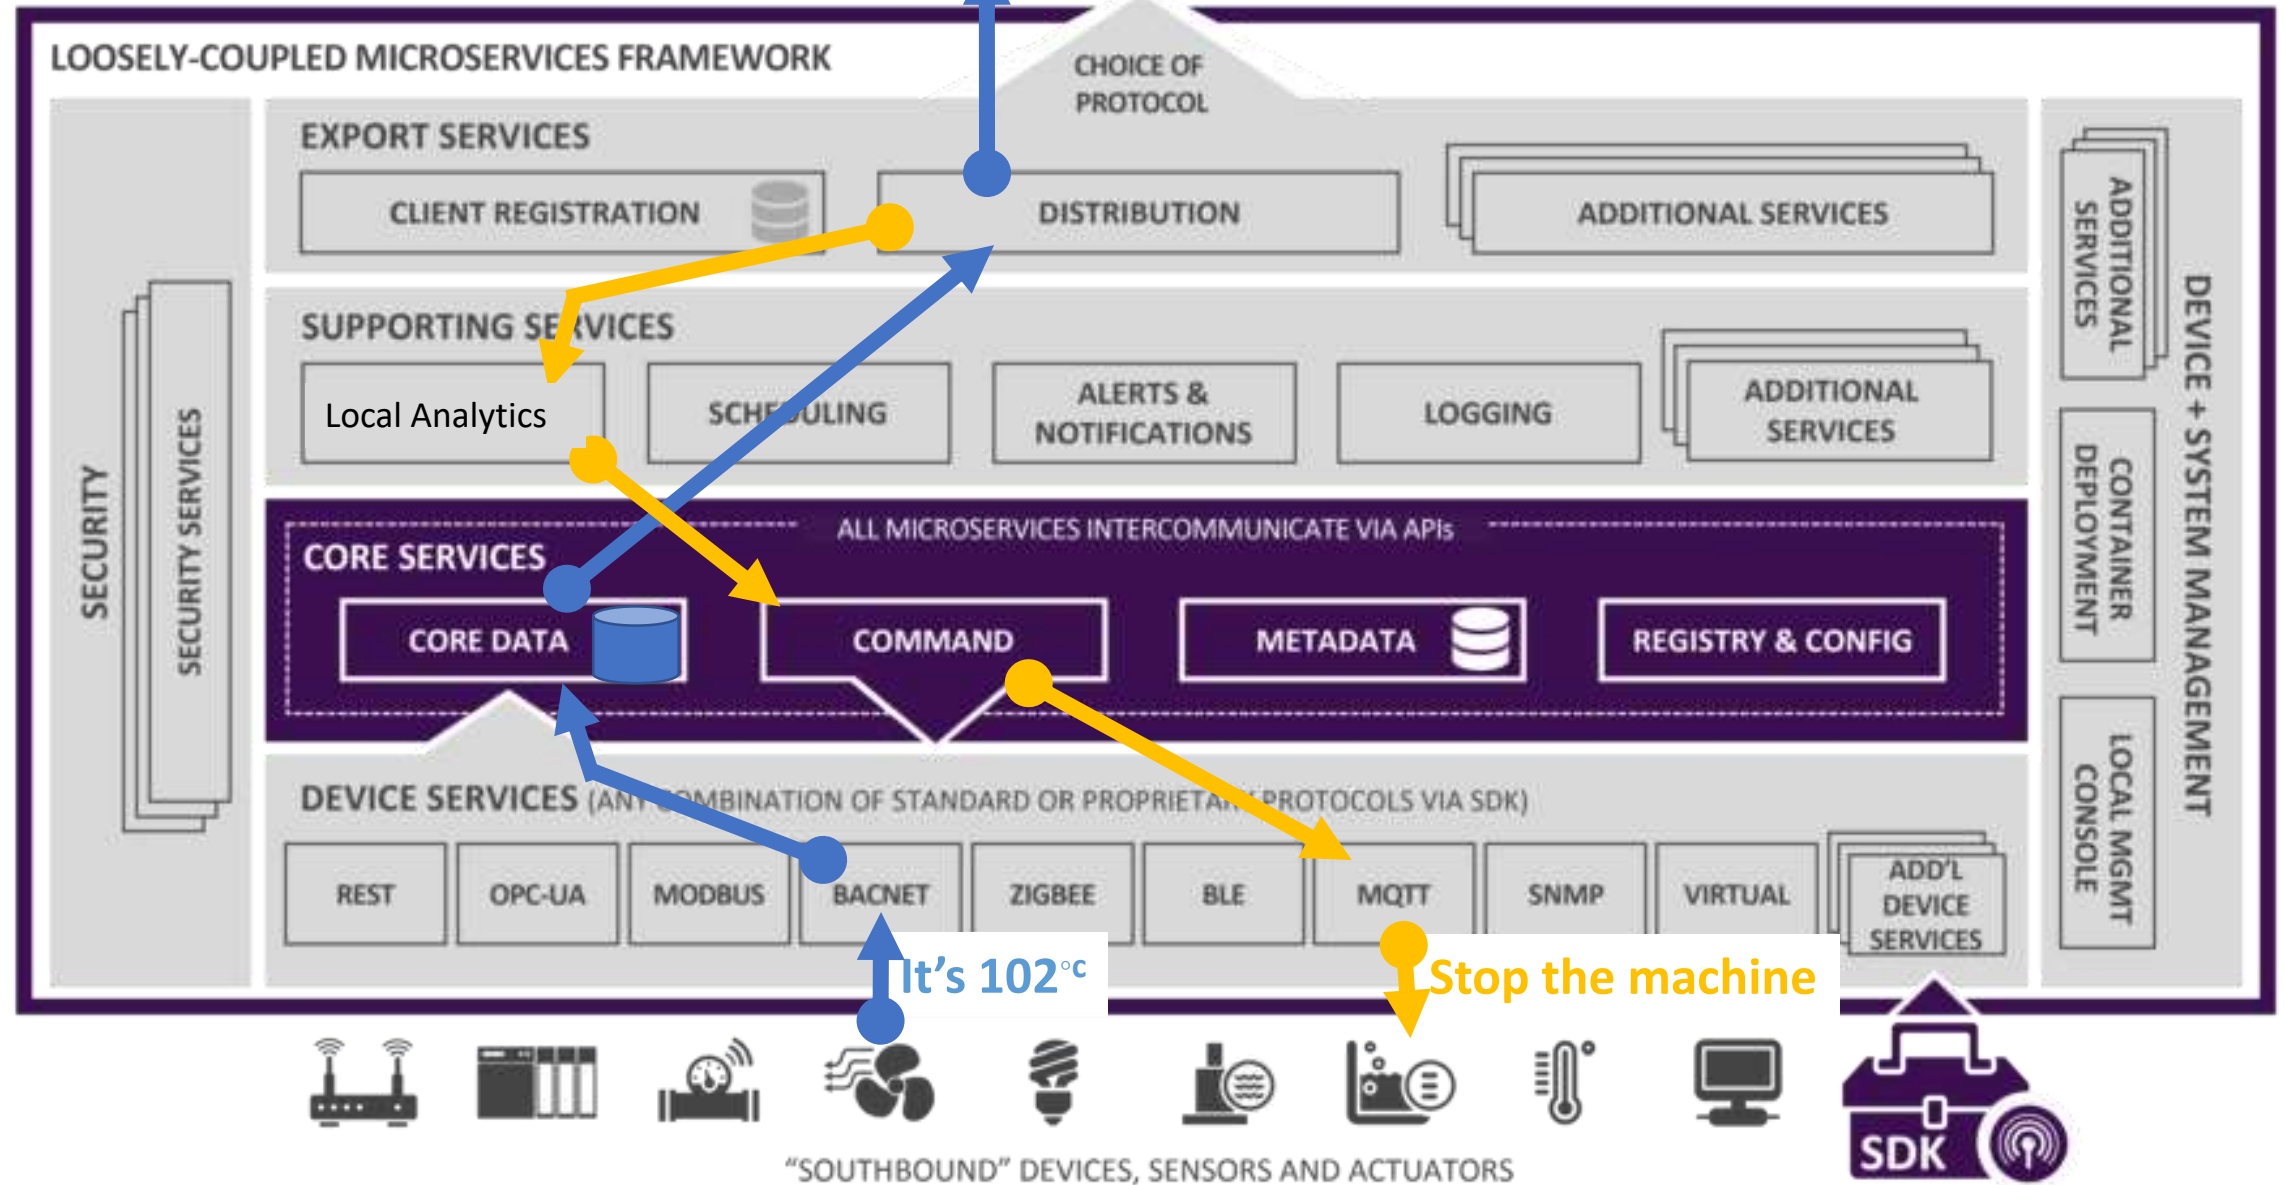 LOOSELY-COUPLED MICROSERVICES FRAMEWORK
CHOICE OF
PROTOCOL
EXPORT SERVICES
CLIENT REGISTRATION
DISTRIBUTION
ADDITIONAL SERVICES
SUPPORTING SERVICES
Local Analytics
SCHEDULING
ALERTS &
NOTIFICATIONS
LOGGING
ADDITIONAL
SERVICES
ALL MICROSERVICES INTERCOMMUNICATE VIA APIs
CORE SERVICES
CORE DATA
COMMAND
METADATA
REGISTRY & CONFIG
DEVICE SERVICES (ANY COMBINATION OF STANDARD OR PROPRIETARY PROTOCOLS VIA SDK)
REST
OPC-UA
MODBUS
BACNET
ZIGBEE
BLE
MQTT
SNMP
VIRTUAL
ADD'L
DEVICE
SERVICES
It's 102°c
Stop the machine
SECURITY
SECURITY SERVICES
ADDITIONAL
SERVICES
CONTAINER
DEPLOYMENT
LOCAL MGMT
CONSOLE
DEVICE + SYSTEM MANAGEMENT
SDK
"SOUTHBOUND" DEVICES, SENSORS AND ACTUATORS